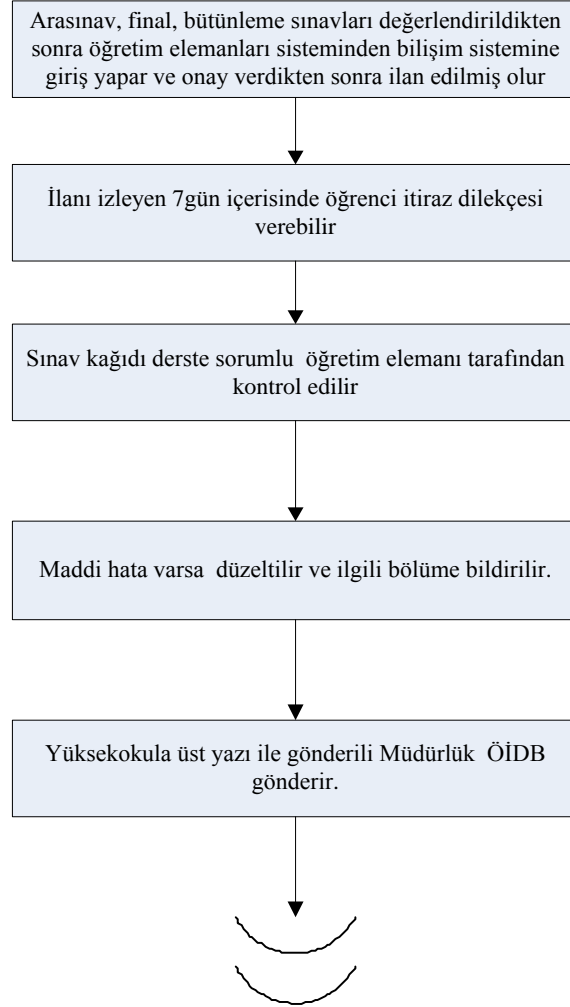 Arasınav, final, bütünleme sınavları değerlendirildikten
sonra öğretim elemanları sisteminden bilişim sistemine
giriş yapar ve onay verdikten sonra ilan edilmiş olur
İlanı izleyen 7gün içerisinde öğrenci itiraz dilekçesi
verebilir
Sınav kağıdı derste sorumlu  öğretim elemanı tarafından
kontrol edilir
Maddi hata varsa  düzeltilir ve ilgili bölüme bildirilir.
Yüksekokula üst yazı ile gönderili Müdürlük  ÖİDB
gönderir.